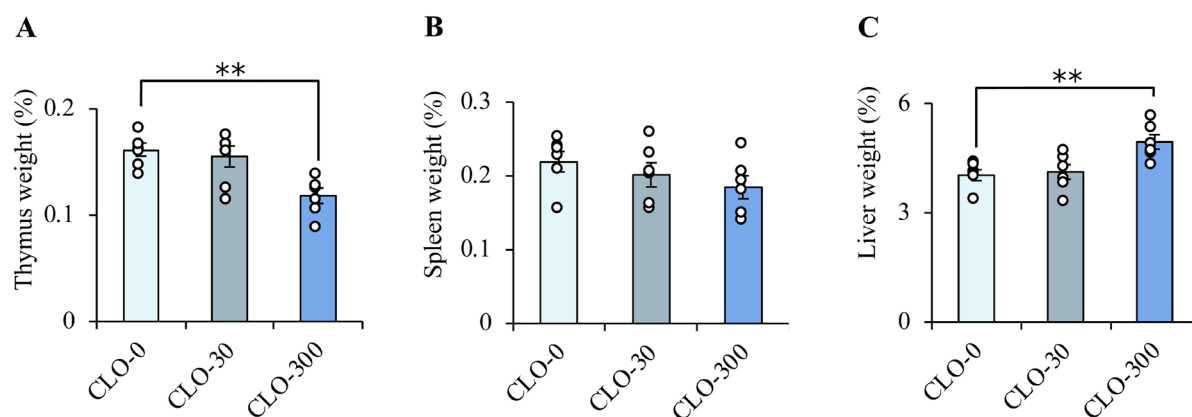 A
Thymus weight (%)
0.2
0.1
0
**
CLO-0
CLO-30
CLO-300
B
Spleen weight (%)
0.3
0.2
0.1
0
CLO-0
CLO-30
CLO-300
C
Liver weight (%)
6
3
0
**
CLO-0
CLO-30
CLO-300